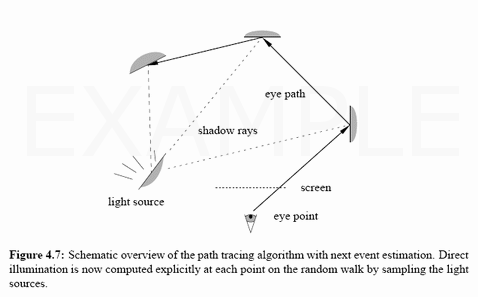 EXAMPLE
eye path
shadow rays
screen
light source
eye point
Figure 4.7: Schematic overview of the path tracing algorithm with next event estimation. Direct
illumination is now computed explicitly at each point on the random walk by sampling the light
sources.